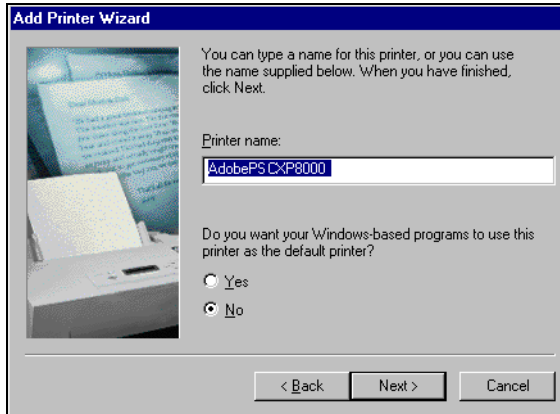 Add Printer Wizard
You can type a name for this printer, or you can use
the name supplied below. When you have finished,
click Next.
Printer name:
AdobePS CXP8000
Do you want your Windows-based programs to use this
printer as the default printer?
Yes
No
< Back
Next >
Cancel